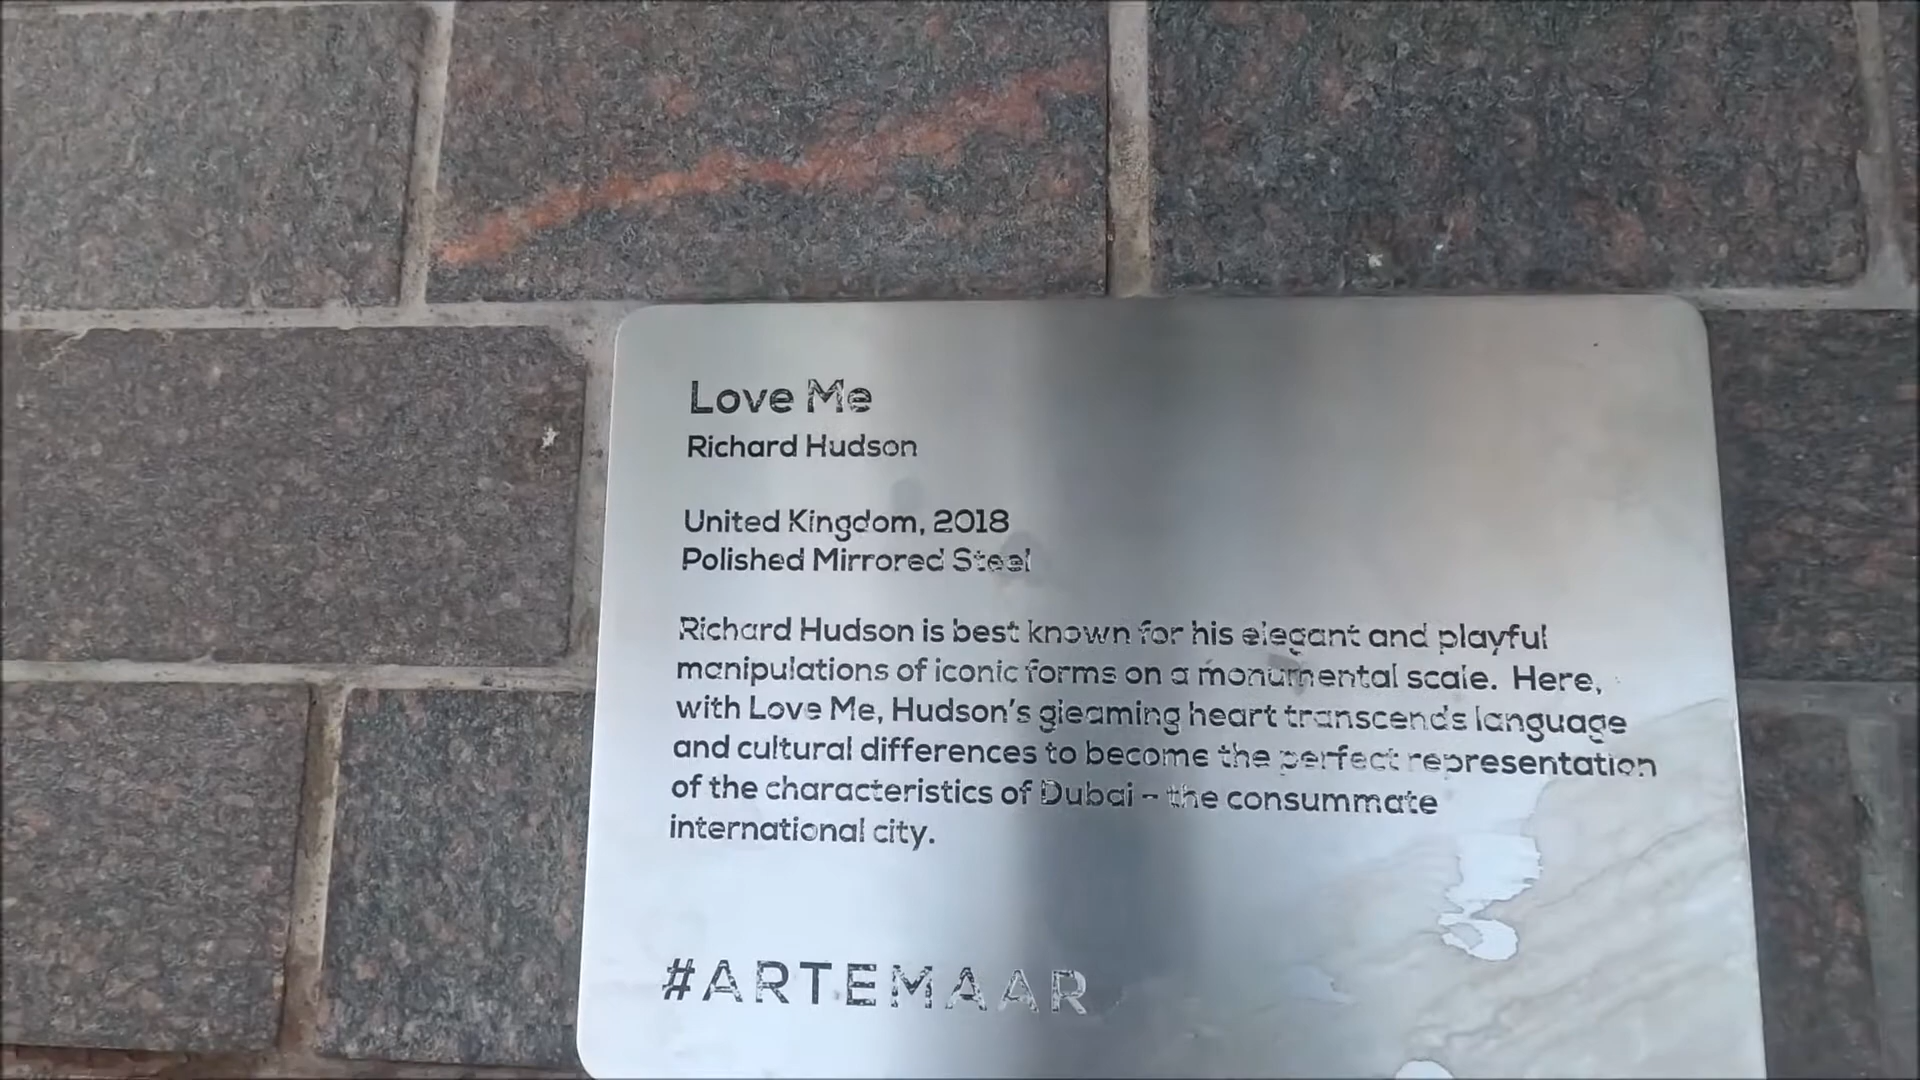 Love Me
Richard Hudson
United Kingdom, 2018
Polished Mirrored Steel
Richard Hudson is best known for his elegant and playful
manipulations of iconic forms on a monumental scale. Here,
with Love Me, Hudson's gleaming heart transcends language
and cultural differences to become the perfect representation
of the characteristics of Dubai – the consummate
international city.
#ARTEMAAR